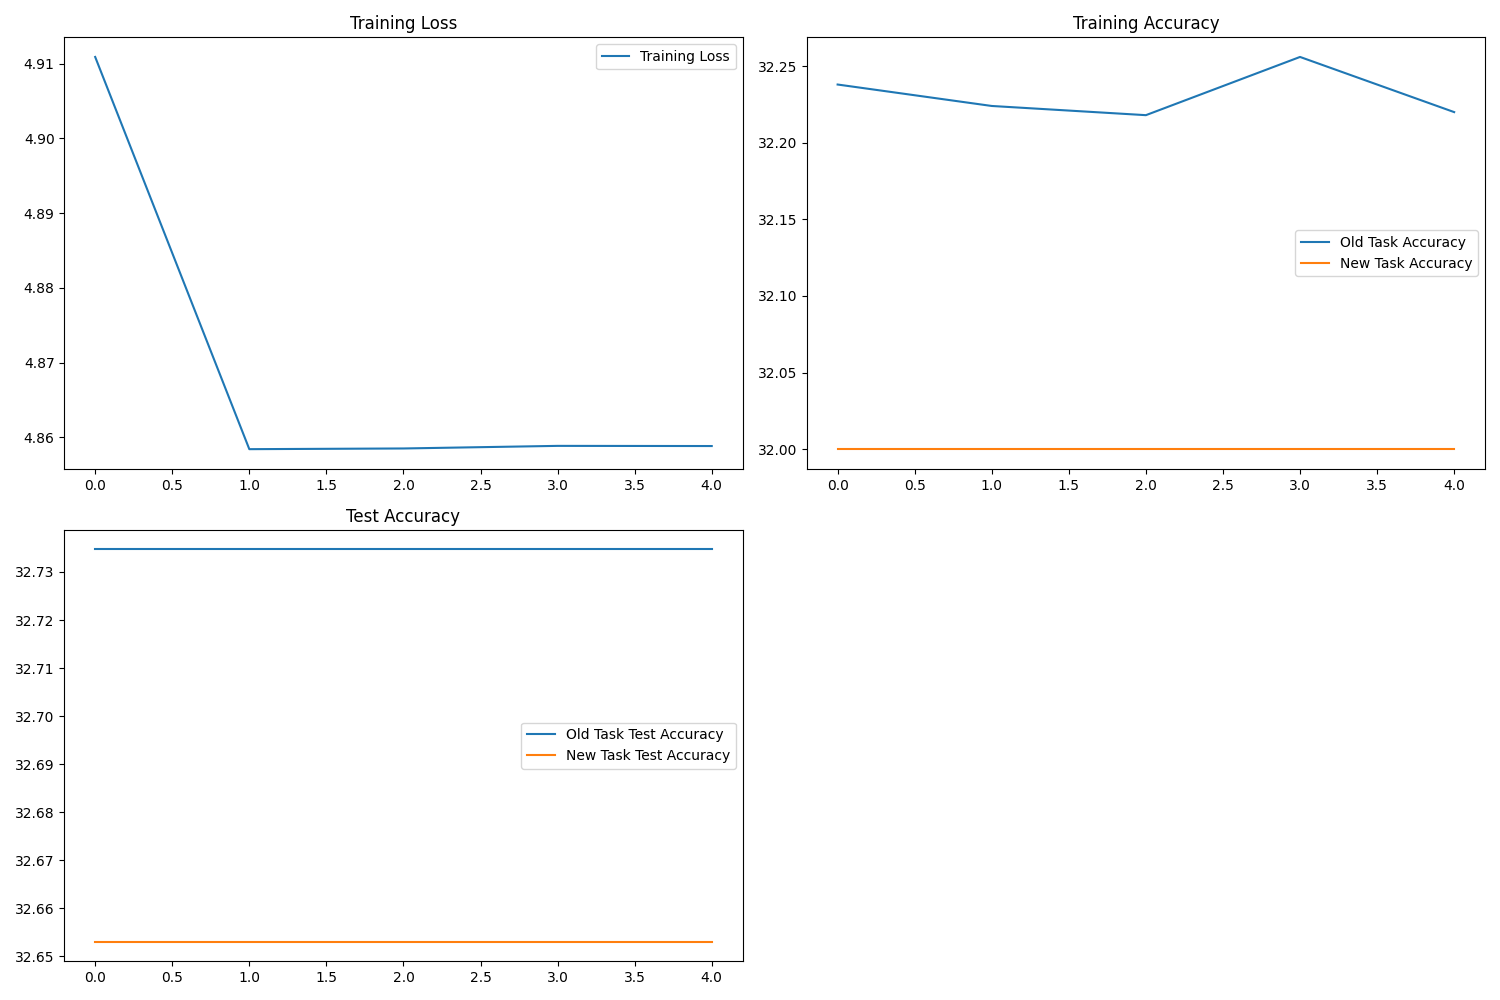 Training Loss
4.91
4.90
4.89
4.88
4.87
4.86
Training Loss
0.0 0.5 1.0 1.5 2.0 2.5 3.0 3.5 4.0
Training Accuracy
32.25
32.20
32.15
32.10
32.05
32.00
Old Task Accuracy
New Task Accuracy
0.0 0.5 1.0 1.5 2.0 2.5 3.0 3.5 4.0
Test Accuracy
32.73
32.72
32.71
32.70
32.69
32.68
32.67
32.66
32.65
Old Task Test Accuracy
New Task Test Accuracy
0.0 0.5 1.0 1.5 2.0 2.5 3.0 3.5 4.0